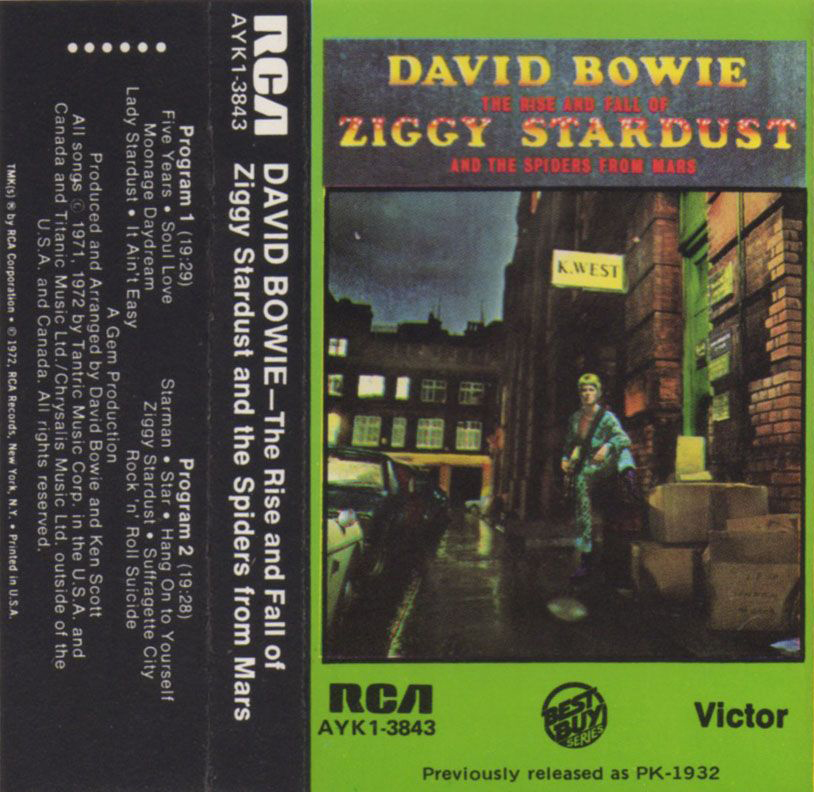 RCA
AYK1-3843
DAVID BOWIE–The Rise and Fall of
Ziggy Stardust and the Spiders from Mars
Program 1 (19:29)
Five Years • Soul Love
Moonage Daydream
Lady Stardust • It Ain't Easy
Program 2 (19:28)
Starman • Star • Hang On to Yourself
Ziggy Stardust • Suffragette City
Rock 'n' Roll Suicide
A Gem Production
Produced and Arranged by David Bowie and Ken Scott
All songs © 1971, 1972 by Tantric Music Corp. in the U.S.A. and
Canada and Titanic Music Ltd./Chrysalis Music Ltd. outside of the
U.S.A. and Canada. All rights reserved.
TMK(s) ® by RCA Corporation • ℗ 1972, RCA Records, New York, N.Y. • Printed in U.S.A.
DAVID BOWIE
THE RISE AND FALL OF
ZIGGY STARDUST
AND THE SPIDERS FROM MARS
K.WEST
RCA
AYK1-3843
BEST
BUY
SERIES
Victor
Previously released as PK-1932